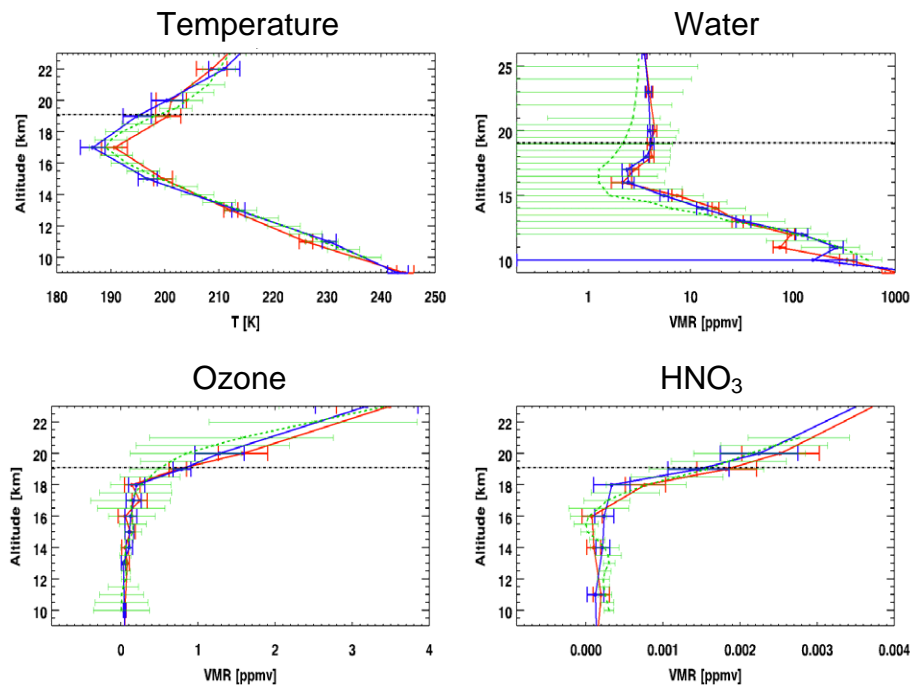 Temperature
Water
22
20
18
16
14
12
10
Altitude [km]
180 190 200 210 220 230 240 250
T [K]
25
20
15
10
Altitude [km]
1 10 100 1000
VMR [ppmv]
Ozone
HNO₃
22
20
18
16
14
12
10
Altitude [km]
0 1 2 3 4
VMR [ppmv]
22
20
18
16
14
12
10
Altitude [km]
0.000 0.001 0.002 0.003 0.004
VMR [ppmv]